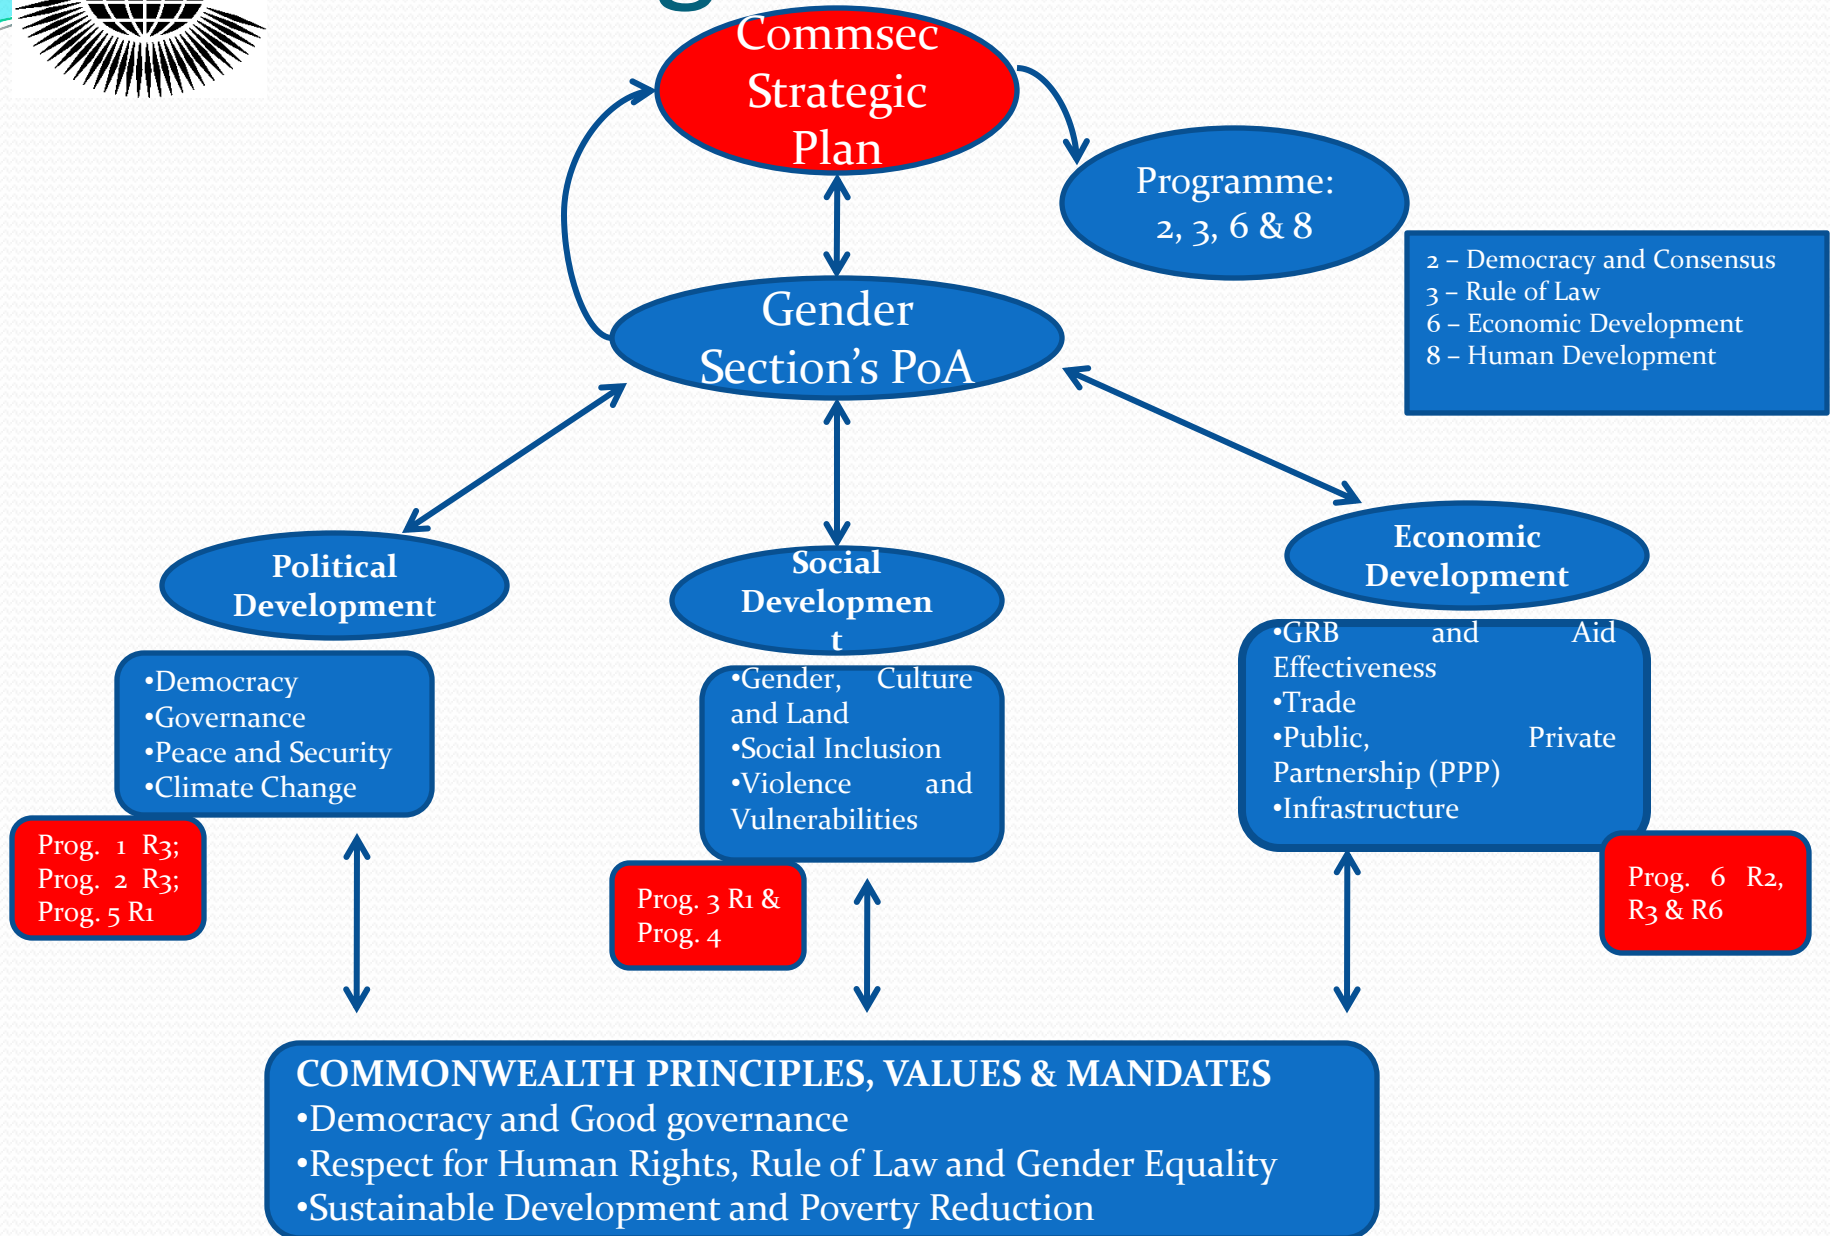 Commsec
Strategic
Plan
Programme:
2, 3, 6 & 8
2 – Democracy and Consensus
3 – Rule of Law
6 – Economic Development
8 – Human Development
Gender
Section’s PoA
Political
Development
Social
Developmen
t
Economic
Development
•Democracy
•Governance
•Peace and Security
•Climate Change
•Gender, Culture
and Land
•Social Inclusion
•Violence and
Vulnerabilities
•GRB and Aid
Effectiveness
•Trade
•Public, Private
Partnership (PPP)
•Infrastructure
Prog. 1 R3;
Prog. 2 R3;
Prog. 5 R1
Prog. 3 R1 &
Prog. 4
Prog. 6 R2,
R3 & R6
COMMONWEALTH PRINCIPLES, VALUES & MANDATES
•Democracy and Good governance
•Respect for Human Rights, Rule of Law and Gender Equality
•Sustainable Development and Poverty Reduction